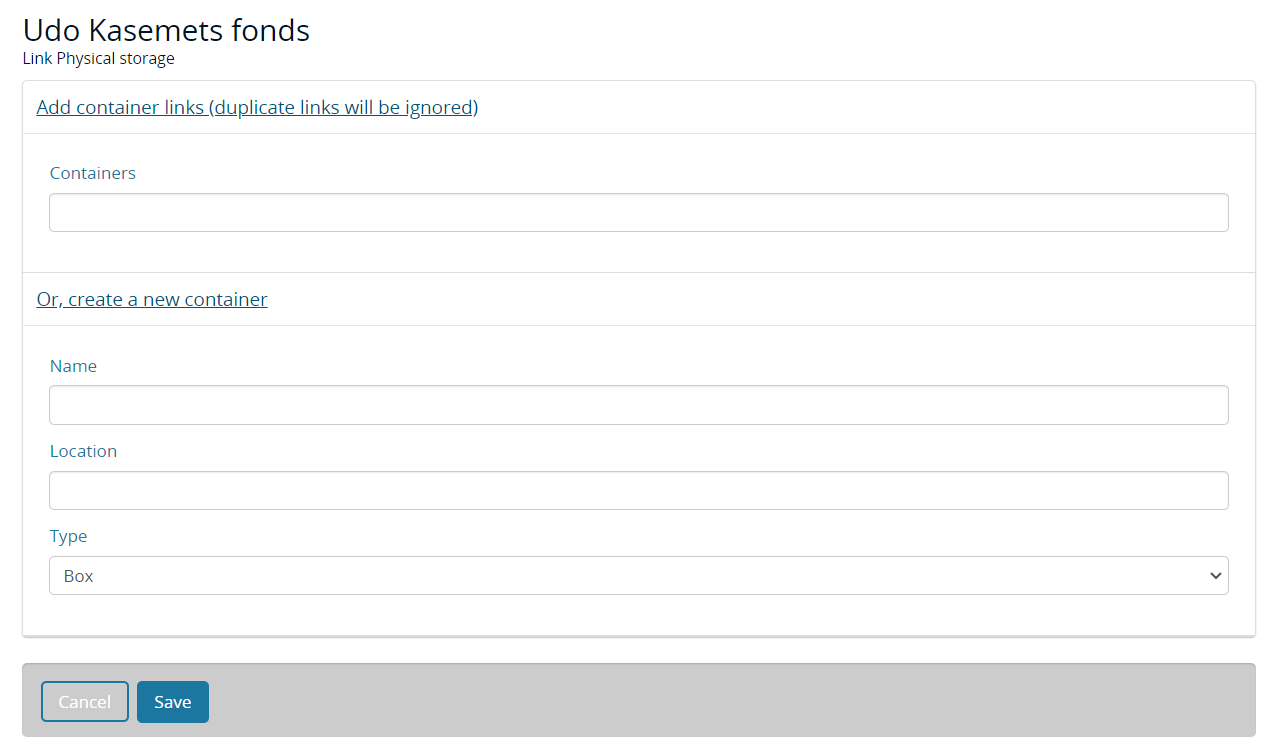 Udo Kasemets fonds
Link Physical storage
Add container links (duplicate links will be ignored)
Containers
Or, create a new container
Name
Location
Type
Box
Cancel Save